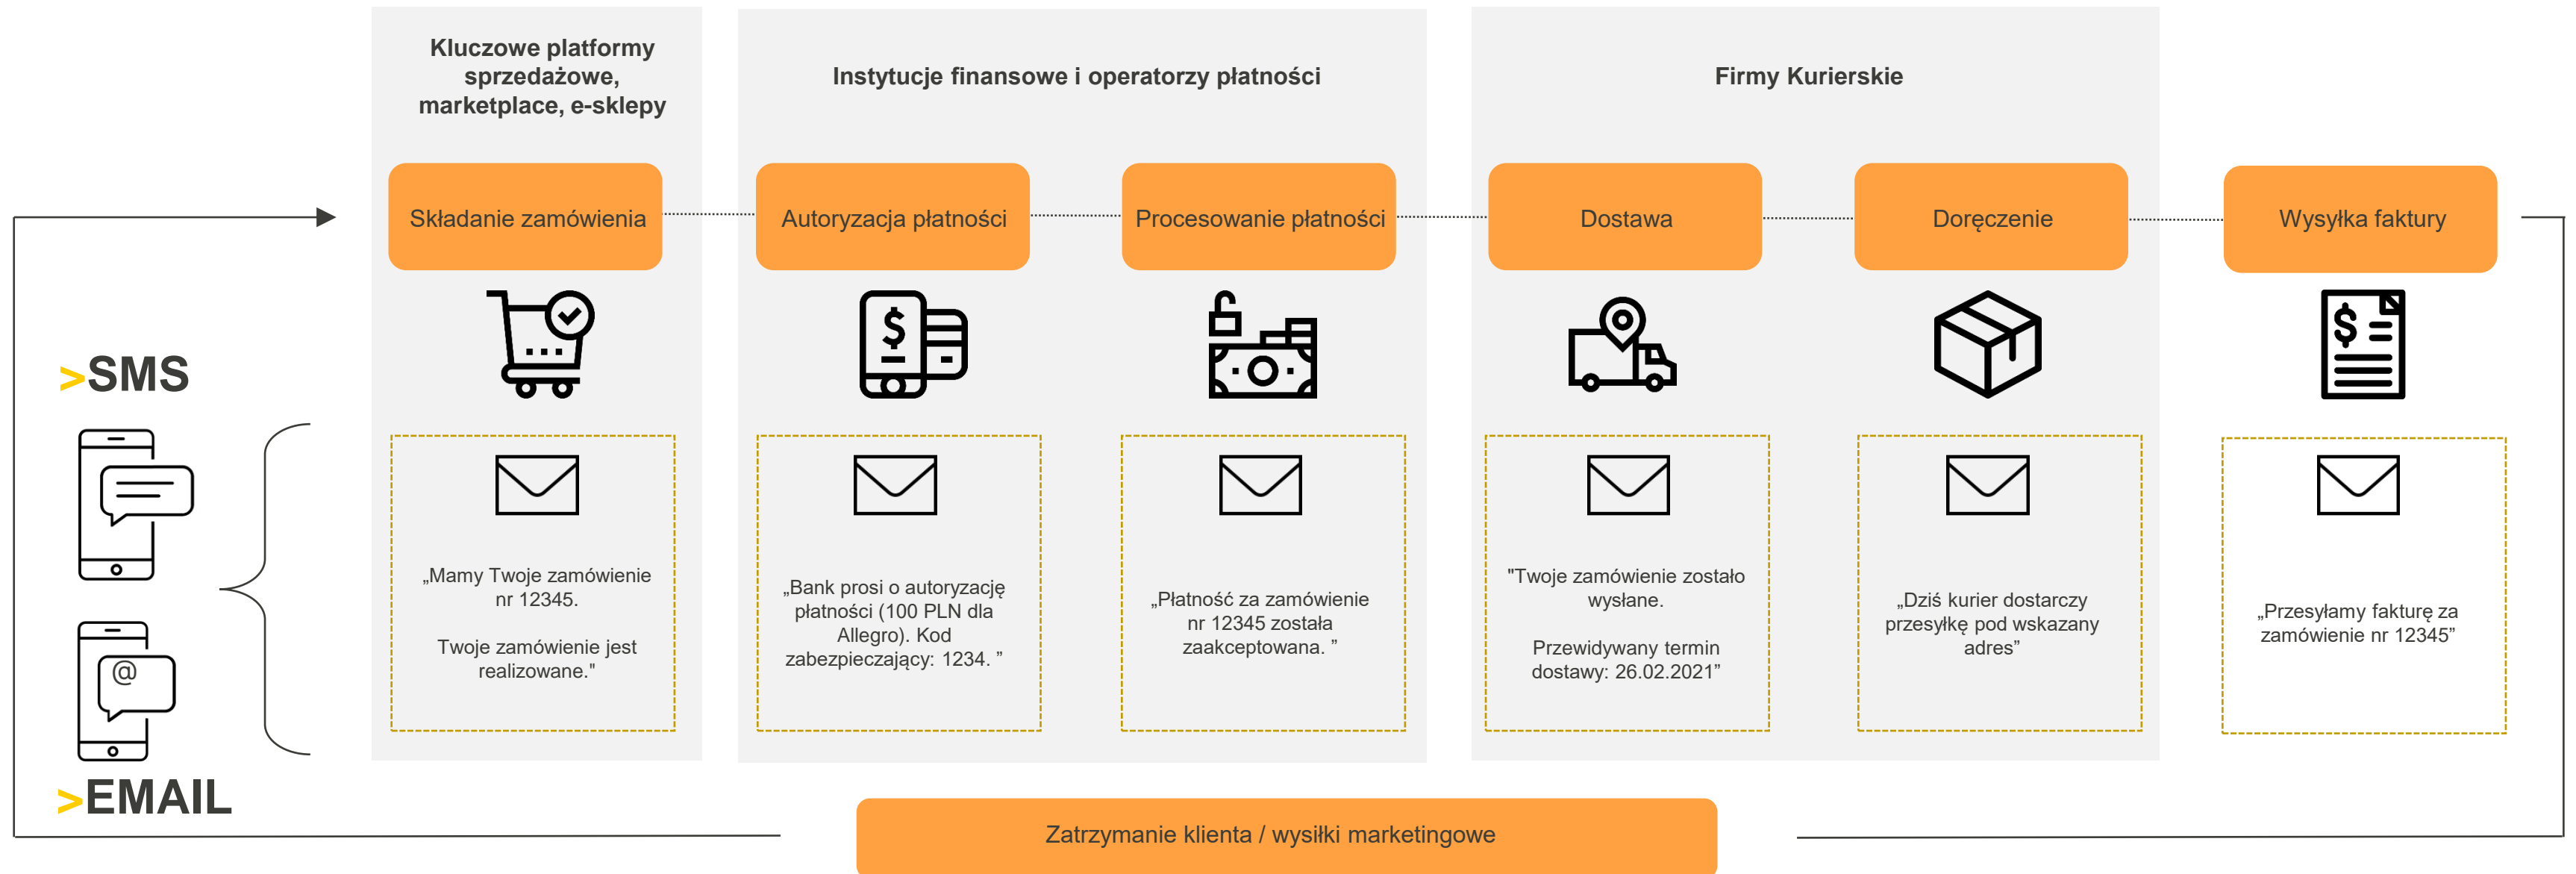 Kluczowe platformy
sprzedażowe,
marketplace, e-sklepy
Instytucje finansowe i operatorzy płatności
Firmy Kurierskie
Składanie zamówienia
Autoryzacja płatności
Procesowanie płatności
Dostawa
Doręczenie
Wysyłka faktury
>SMS
@
>EMAIL
„Mamy Twoje zamówienie
nr 12345.
Twoje zamówienie jest
realizowane."
„Bank prosi o autoryzację
płatności (100 PLN dla
Allegro). Kod
zabezpieczający: 1234. ”
„Płatność za zamówienie
nr 12345 została
zaakceptowana. ”
"Twoje zamówienie zostało
wysłane.
Przewidywany termin
dostawy: 26.02.2021”
„Dziś kurier dostarczy
przesyłkę pod wskazany
adres”
„Przesyłamy fakturę za
zamówienie nr 12345”
Zatrzymanie klienta / wysiłki marketingowe